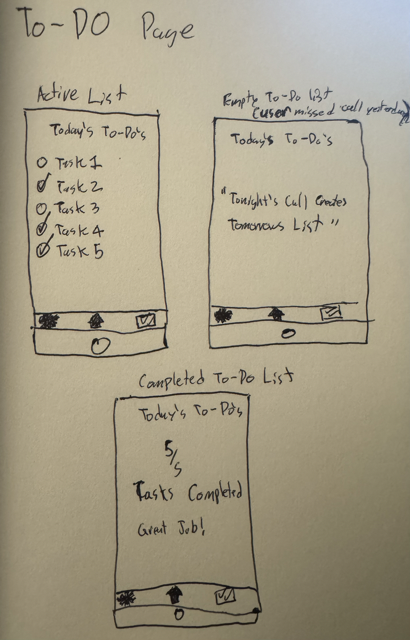 To-DO Page
Active List
Today's To-Do's
Task 1
Task 2
Task 3
Task 4
Task 5
Empty To-Do List
(user missed call yesterday)
Today's To-Do's
"Tonight's Call Creates
Tomorrows List"
Completed To-Do List
Today's To-Do's
5/5
Tasks Completed
Great Job!